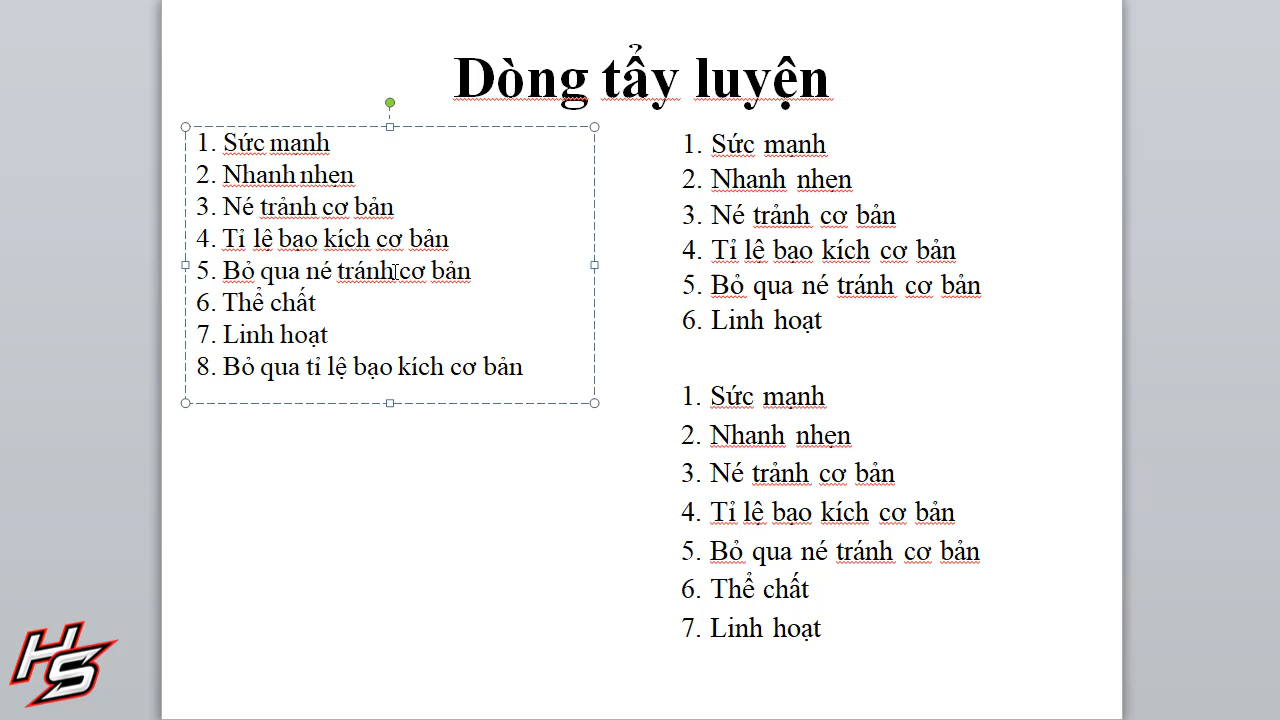 Dòng tẩy luyện
1. Sức mạnh
2. Nhanh nhẹn
3. Né trảnh cơ bản
4. Tỉ lệ bạo kích cơ bản
5. Bỏ qua né tránh cơ bản
6. Thể chất
7. Linh hoạt
8. Bỏ qua tỉ lệ bạo kích cơ bản
1. Sức mạnh
2. Nhanh nhẹn
3. Né trảnh cơ bản
4. Tỉ lệ bạo kích cơ bản
5. Bỏ qua né tránh cơ bản
6. Linh hoạt
1. Sức mạnh
2. Nhanh nhẹn
3. Né trảnh cơ bản
4. Tỉ lệ bạo kích cơ bản
5. Bỏ qua né tránh cơ bản
6. Thể chất
7. Linh hoạt
HS